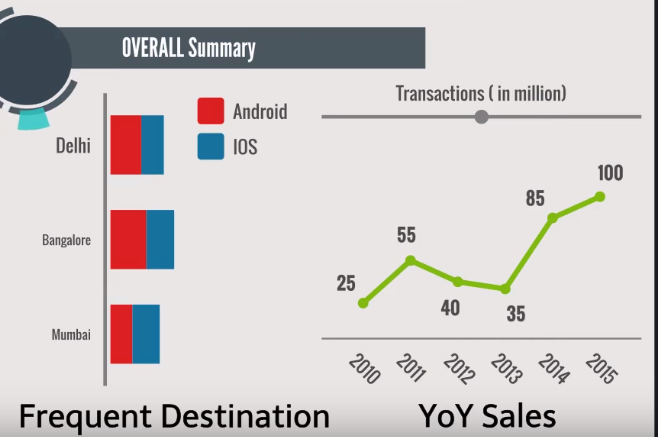 OVERALL Summary
Android
IOS
Delhi
Bangalore
Mumbai
Frequent Destination
Transactions ( in million)
25
55
40
35
85
100
2010
2011
2012
2013
2014
2015
YoY Sales